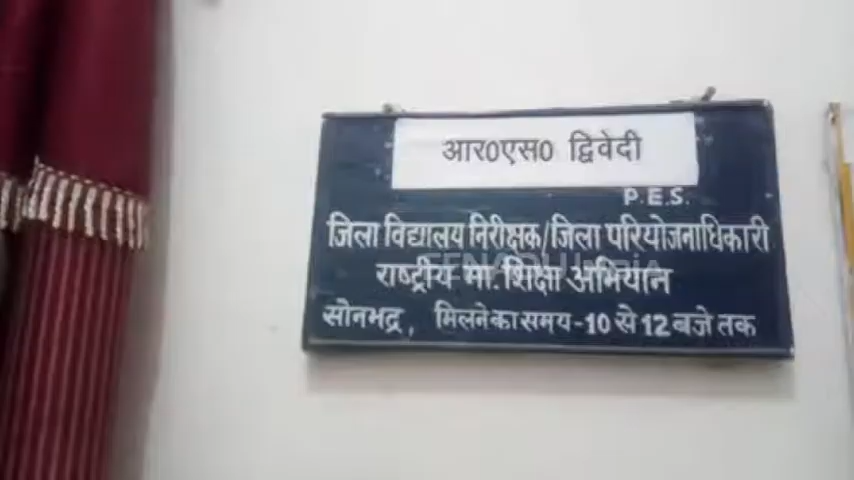 आर0एस0 द्विवेदी
P.E.S.
जिला विद्यालय निरीक्षक/जिला परियोजनाधिकारी
राष्ट्रीय मा. शिक्षा अभियान
सोनभद्र, मिलने का समय - 10 से 12 बजे तक